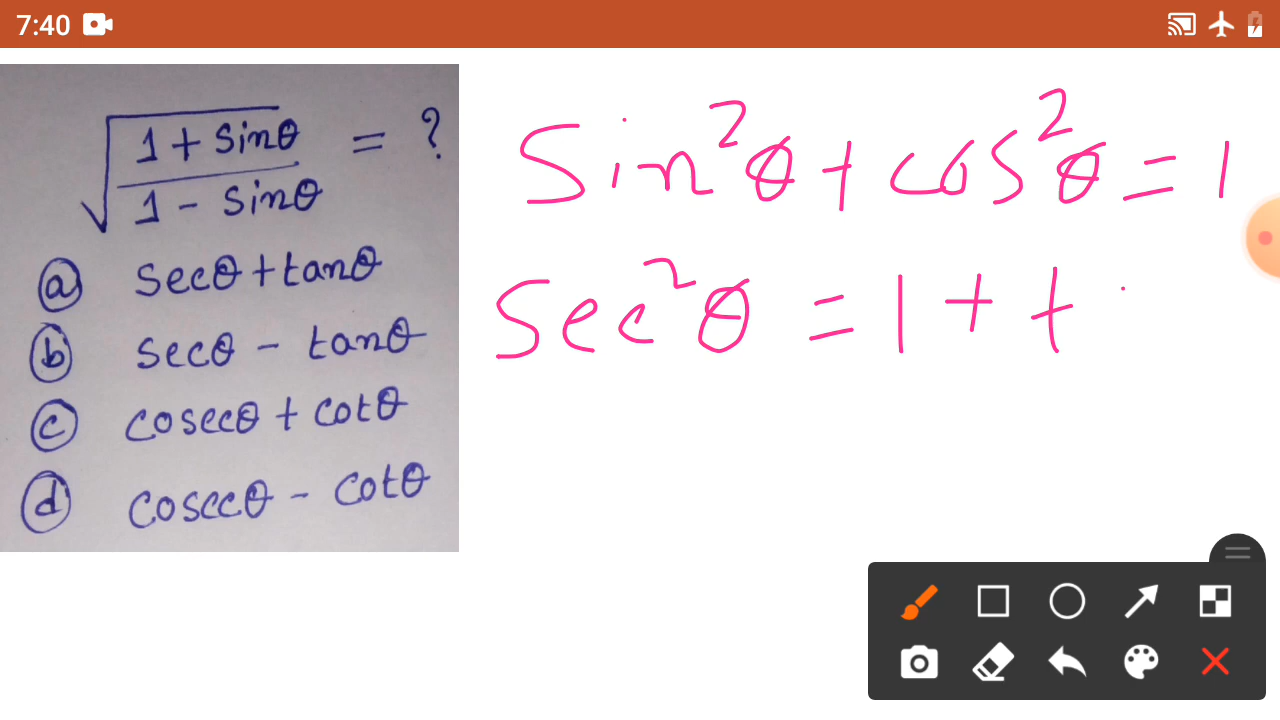 7:40
√(1 + sinθ / 1 - sinθ) = ?
ⓐ secθ + tanθ
ⓑ secθ - tanθ
ⓒ cosecθ + cotθ
ⓓ cosecθ - cotθ
Sin²θ + cos²θ = 1
Sec²θ = 1 + t